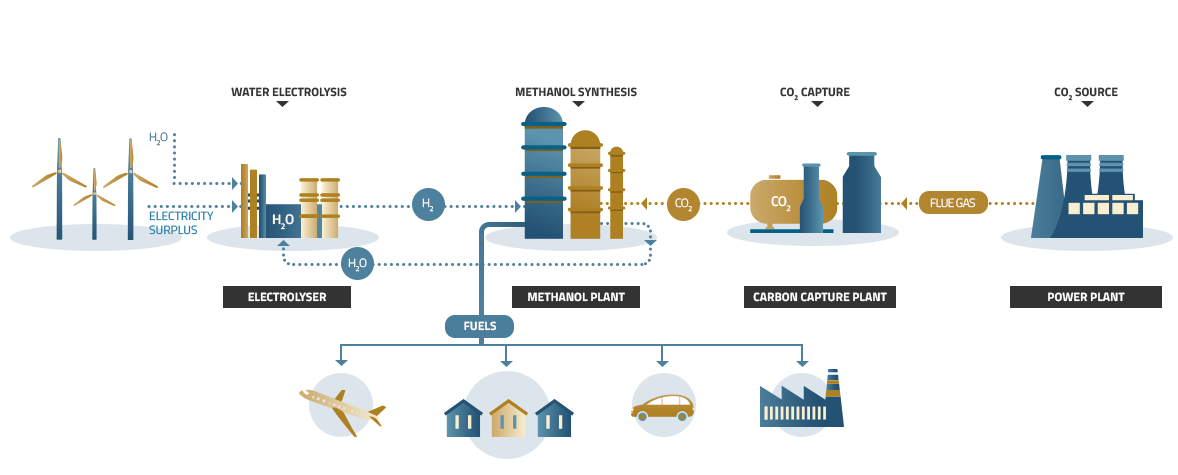 WATER ELECTROLYSIS
METHANOL SYNTHESIS
CO₂ CAPTURE
CO₂ SOURCE
H₂O
ELECTRICITY
SURPLUS
H₂O
H₂
CO₂
CO₂
FLUE GAS
H₂O
ELECTROLYSER
METHANOL PLANT
CARBON CAPTURE PLANT
POWER PLANT
FUELS